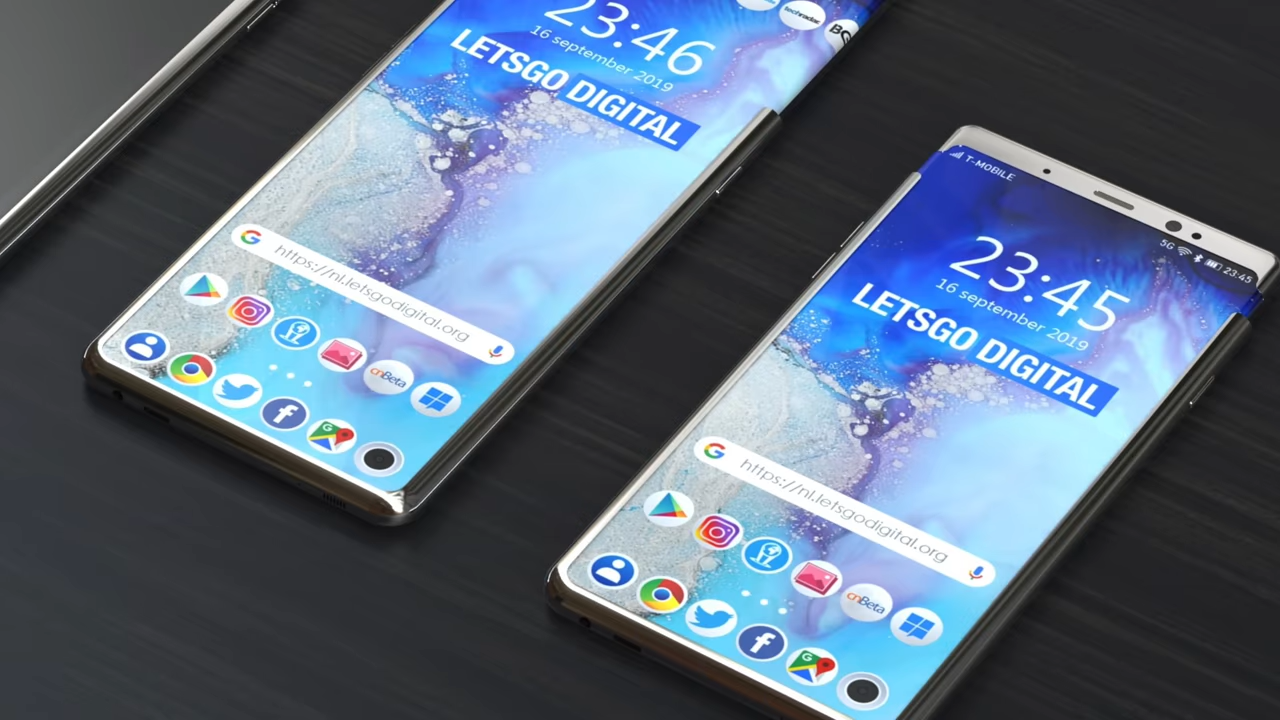 techradar
23:46
16 september 2019
LETSGO DIGITAL
https://nl.letsgodigital.org
cnBeta
T-MOBILE
5G
23:45
23:45
16 september 2019
LETSGO DIGITAL
https://nl.letsgodigital.org
cnBeta